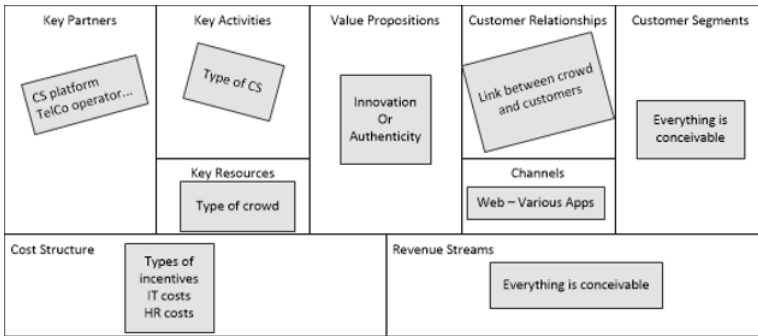 Key Partners
CS platform
TelCo operator...
Key Activities
Type of CS
Key Resources
Type of crowd
Value Propositions
Innovation
Or
Authenticity
Customer Relationships
Link between crowd
and customers
Channels
Web – Various Apps
Customer Segments
Everything is
conceivable
Cost Structure
Types of
incentives
IT costs
HR costs
Revenue Streams
Everything is conceivable